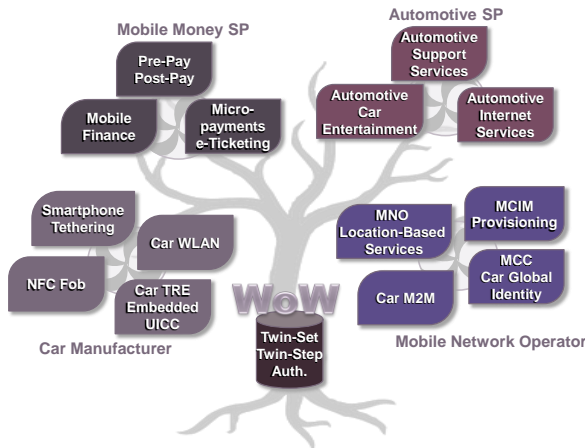 Mobile Money SP
Pre-Pay
Post-Pay
Mobile
Finance
Micro-
payments
e-Ticketing
Automotive SP
Automotive
Support
Services
Automotive
Car
Entertainment
Automotive
Internet
Services
Smartphone
Tethering
Car WLAN
NFC Fob
Car TRE
Embedded
UICC
Car Manufacturer
WoW
Twin-Set
Twin-Step
Auth.
MNO
Location-Based
Services
MCIM
Provisioning
Car M2M
MCC
Car Global
Identity
Mobile Network Operator